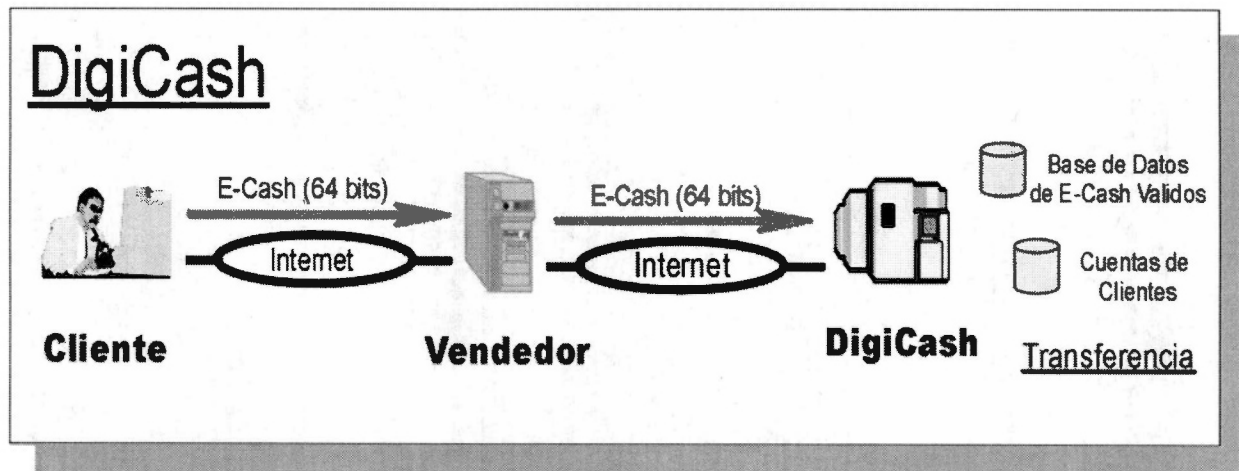 DigiCash
E-Cash (64 bits)
Internet
Cliente
E-Cash (64 bits)
Internet
Vendedor
DigiCash
Base de Datos
de E-Cash Validos
Cuentas de
Clientes
Transferencia